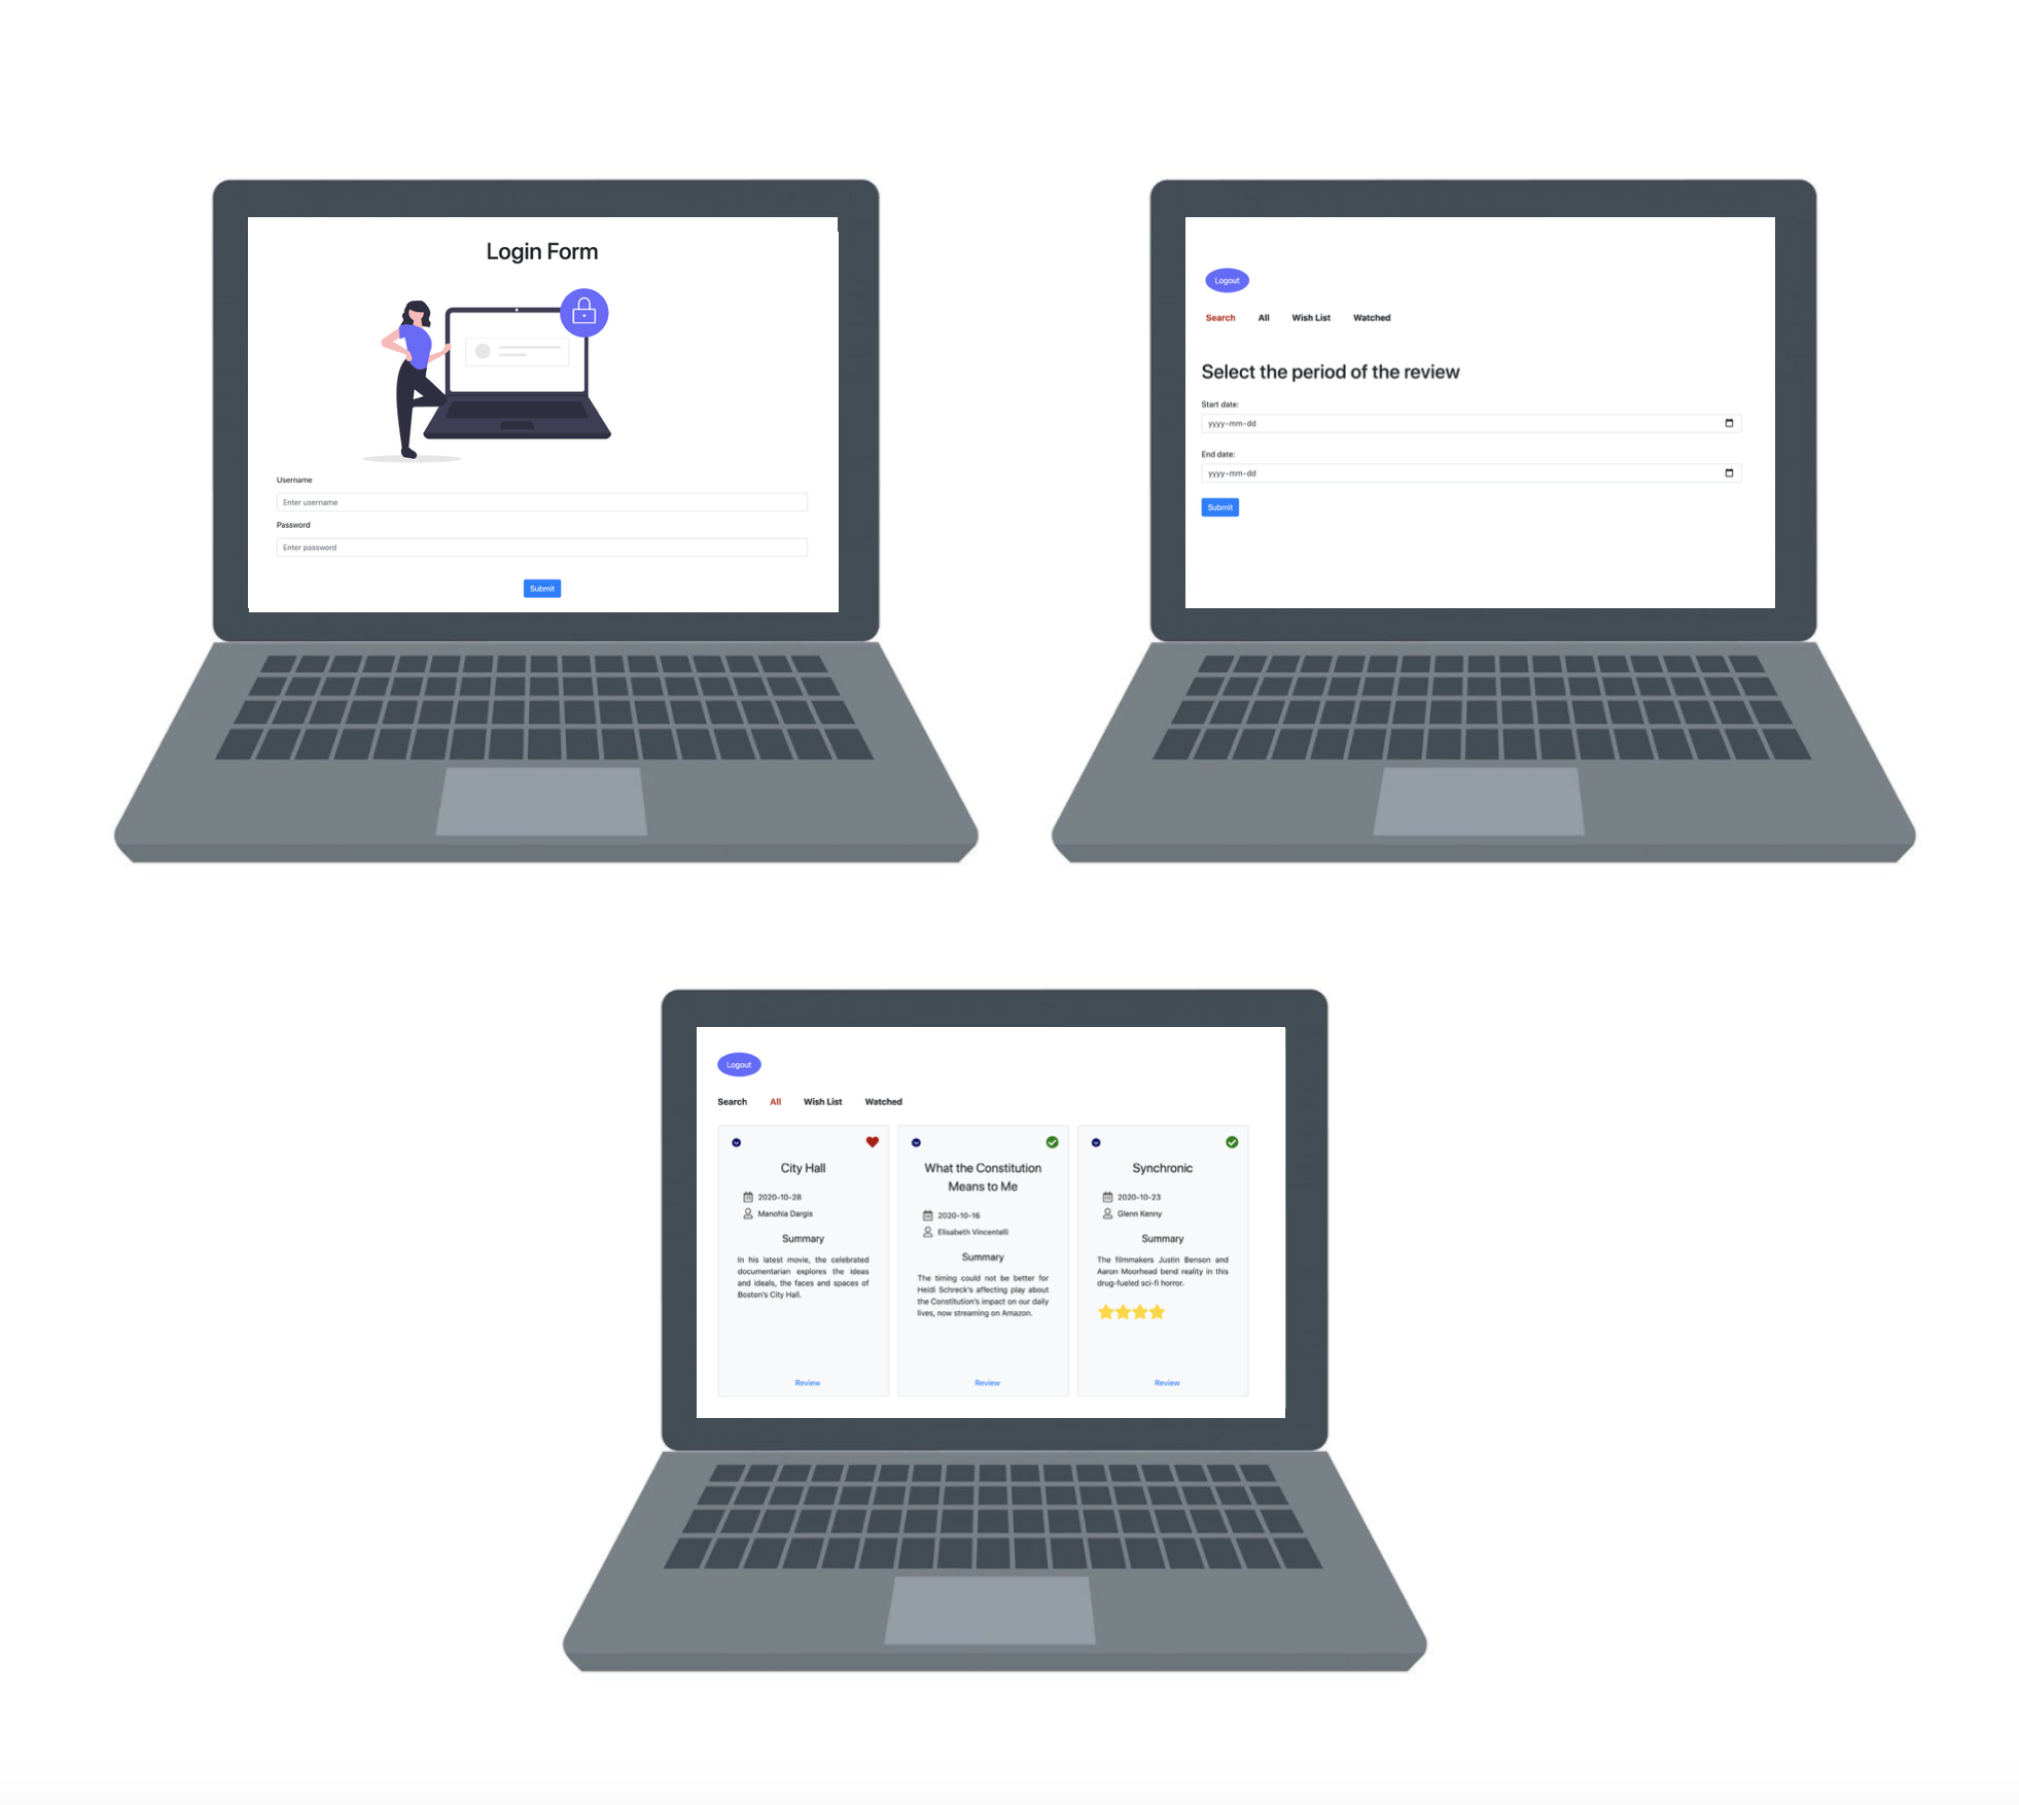 Login Form
Username
Enter username
Password
Enter password
Submit
Logout
Search All Wish List Watched
Select the period of the review
Start date:
yyyy-mm-dd
End date:
yyyy-mm-dd
Submit
Logout
Search All Wish List Watched
City Hall
2020-10-28
Manohla Dargis
Summary
In his latest movie, the celebrated
documentarian explores the ideas
and ideals, the faces and spaces of
Boston's City Hall.
Review
What the Constitution
Means to Me
2020-10-16
Elisabeth Vincentelli
Summary
The timing could not be better for
Heidi Schreck's affecting play about
the Constitution's impact on our daily
lives, now streaming on Amazon.
Review
Synchronic
2020-10-23
Glenn Kenny
Summary
The filmmakers Justin Benson and
Aaron Moorhead bend reality in this
drug-fueled sci-fi horror.
Review